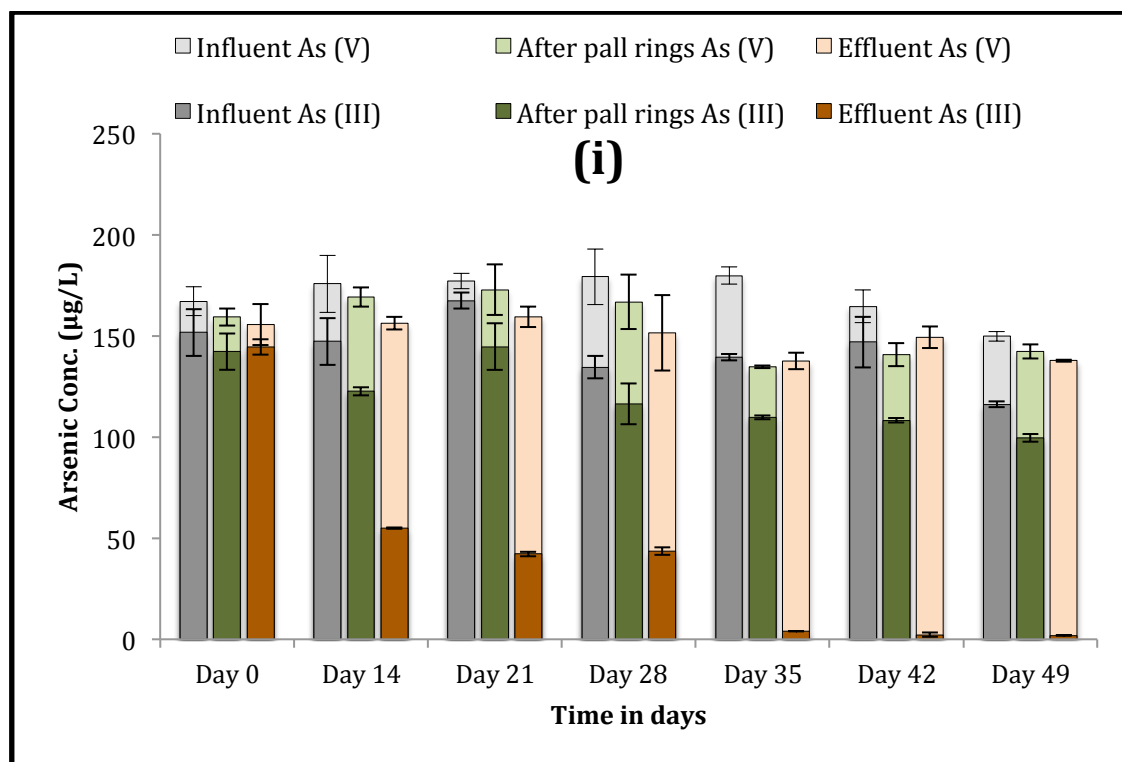 Influent As (V) After pall rings As (V) Effluent As (V)
Influent As (III) After pall rings As (III) Effluent As (III)
(i)
Arsenic Conc. (µg/L)
250
200
150
100
50
0
Day 0 Day 14 Day 21 Day 28 Day 35 Day 42 Day 49
Time in days